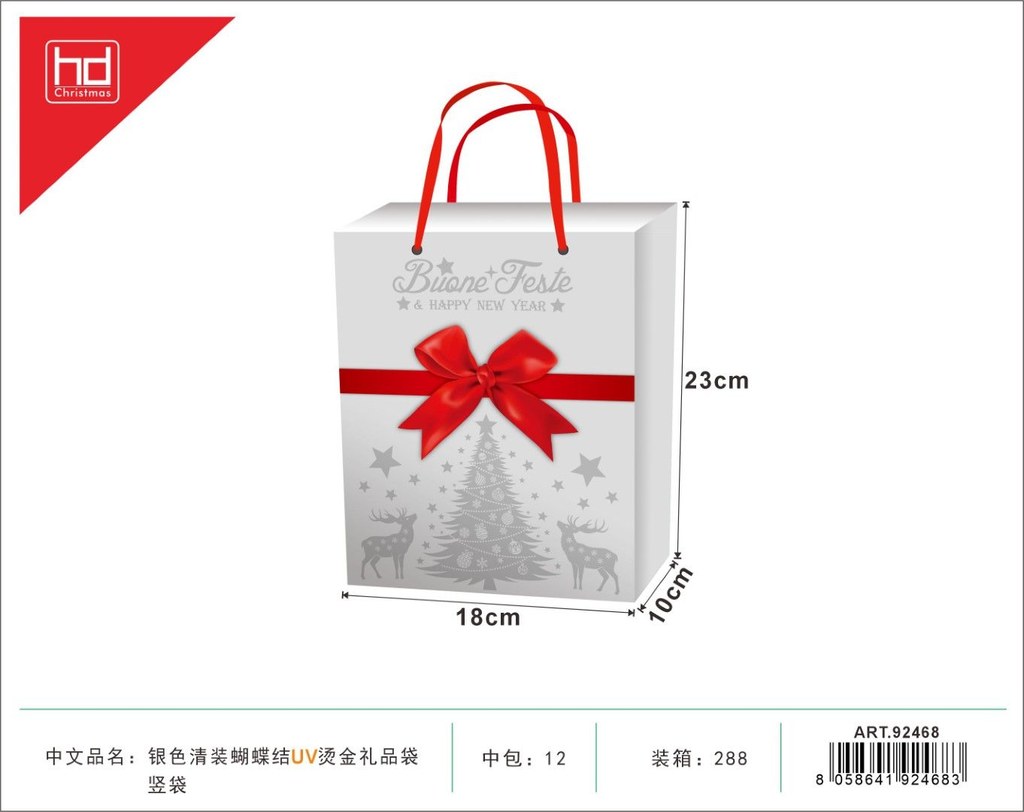 hd
Christmas
Buone Feste
& HAPPY NEW YEAR
23cm
10cm
18cm
中文品名：银色清装蝴蝶结UV烫金礼品袋
竖袋
中包：12
装箱：288
ART.92468
8 058641 924683